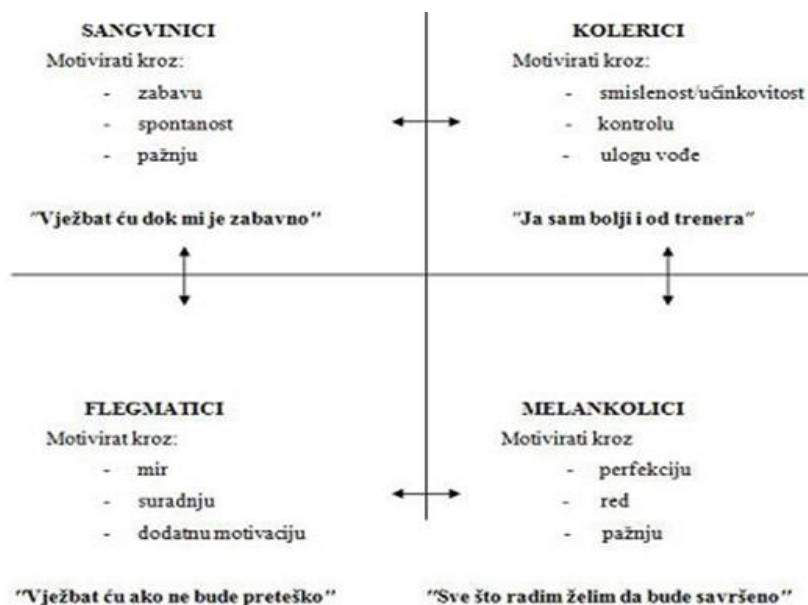 SANGVINICI
Motivirati kroz:
- zabavu
- spontanost
- pažnju
"Vježbat ću dok mi je zabavno"
KOLERICI
Motivirati kroz:
- smislenost/učinkovitost
- kontrolu
- ulogu vođe
"Ja sam bolji i od trenera"
FLEGMATICI
Motivirat kroz:
- mir
- suradnju
- dodatnu motivaciju
"Vježbat ću ako ne bude preteško"
MELANKOLICI
Motivirati kroz
- perfekciju
- red
- pažnju
"Sve što radim želim da bude savršeno"